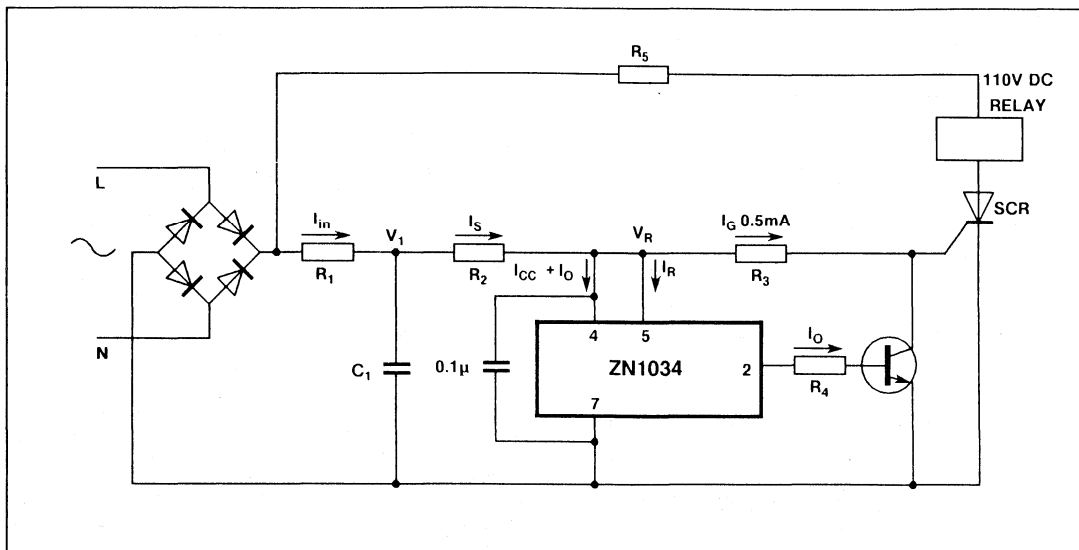 R5
110V DC
RELAY
L
Iin
V1
IS
VR
IG 0.5mA
SCR
R1
R2
ICC + IO
IR
R3
4
5
N
C1
0.1µ
ZN1034
2
IO
R4
7